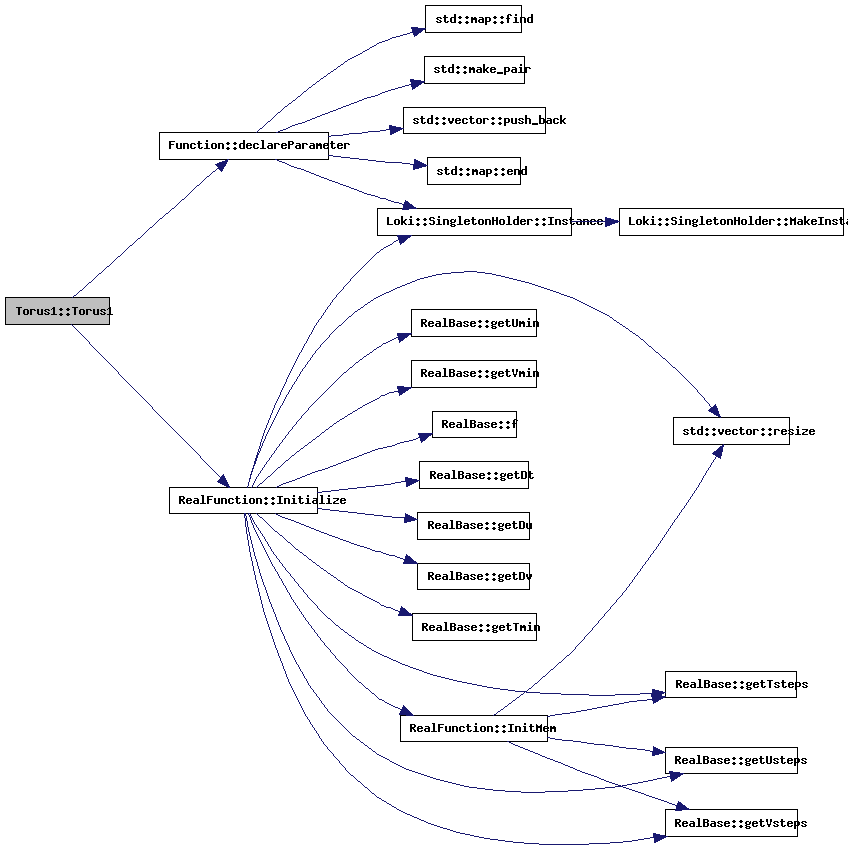 std::map::find
std::make_pair
std::vector::push_back
Function::declareParameter
std::map::end
Loki::SingletonHolder::Instance
Loki::SingletonHolder::MakeInsta
Torus1::Torus1
RealBase::getUmin
RealBase::getVmin
RealBase::f
std::vector::resize
RealBase::getDt
RealFunction::Initialize
RealBase::getDu
RealBase::getDv
RealBase::getTmin
RealBase::getTsteps
RealFunction::InitMem
RealBase::getUsteps
RealBase::getVsteps